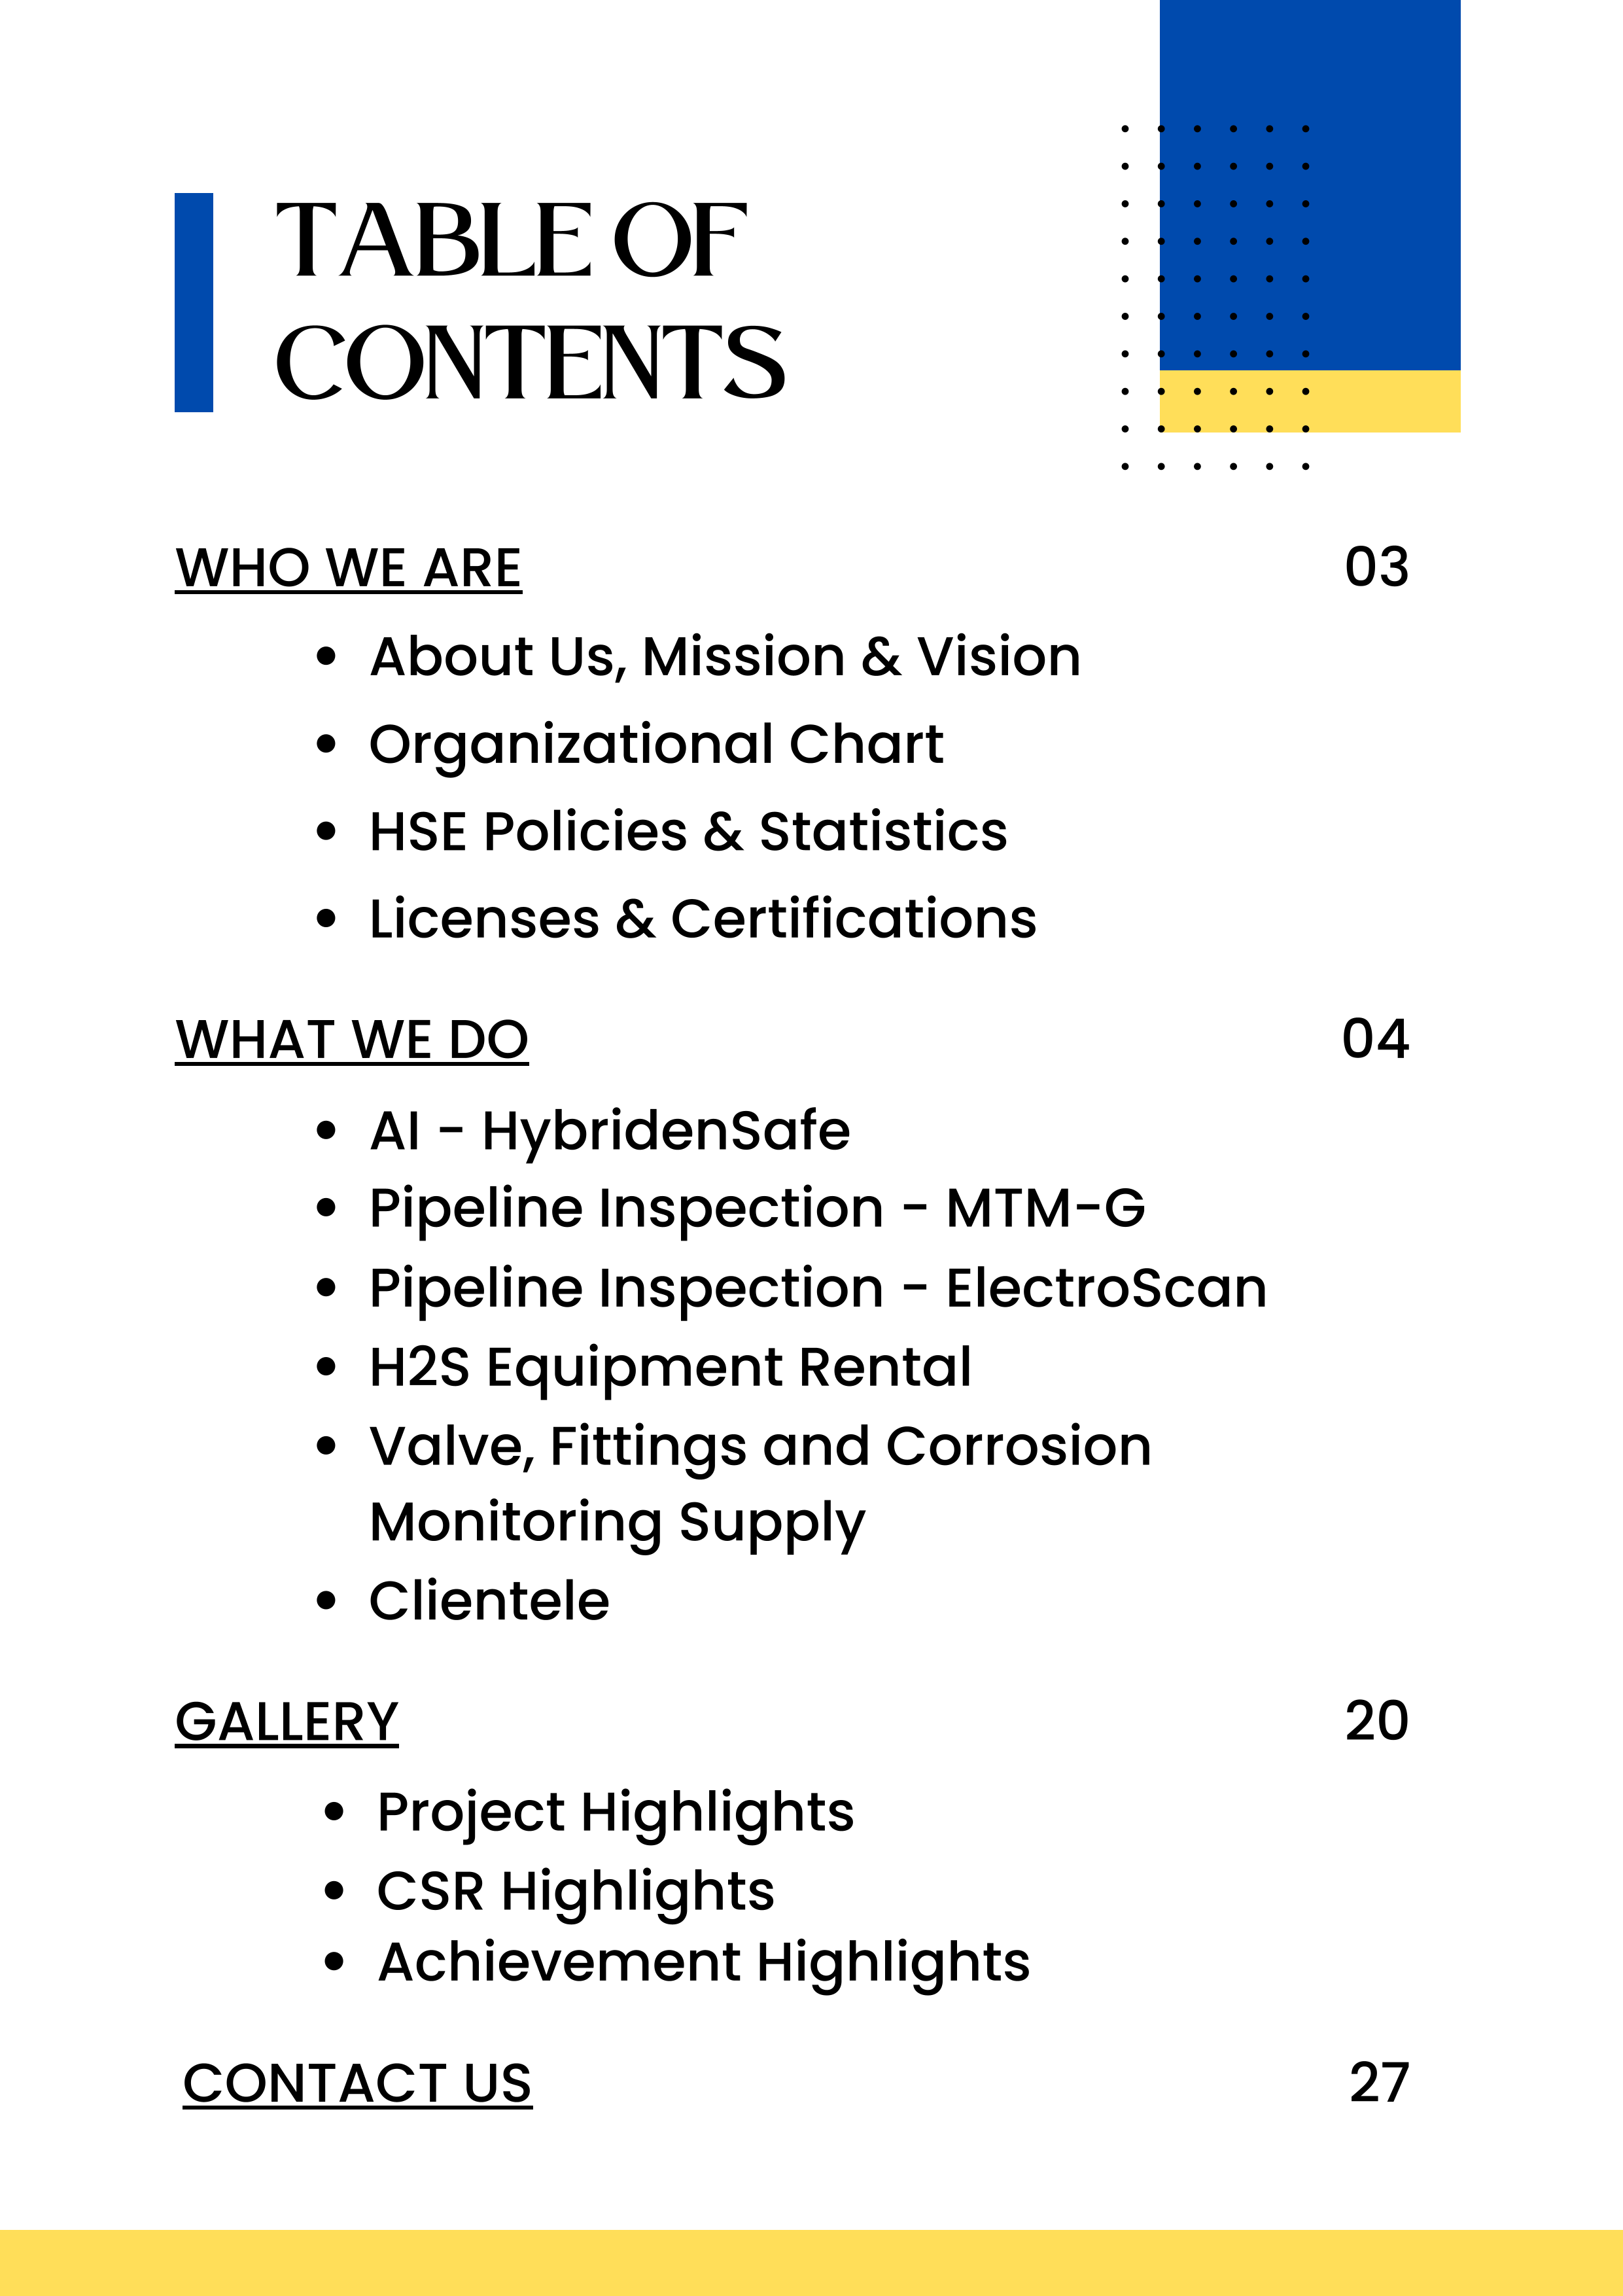 TABLE OF
CONTENTS
WHO WE ARE 03
• About Us, Mission & Vision
• Organizational Chart
• HSE Policies & Statistics
• Licenses & Certifications
WHAT WE DO 04
• AI - HybridenSafe
• Pipeline Inspection - MTM-G
• Pipeline Inspection - ElectroScan
• H2S Equipment Rental
• Valve, Fittings and Corrosion
Monitoring Supply
• Clientele
GALLERY 20
• Project Highlights
• CSR Highlights
• Achievement Highlights
CONTACT US 27